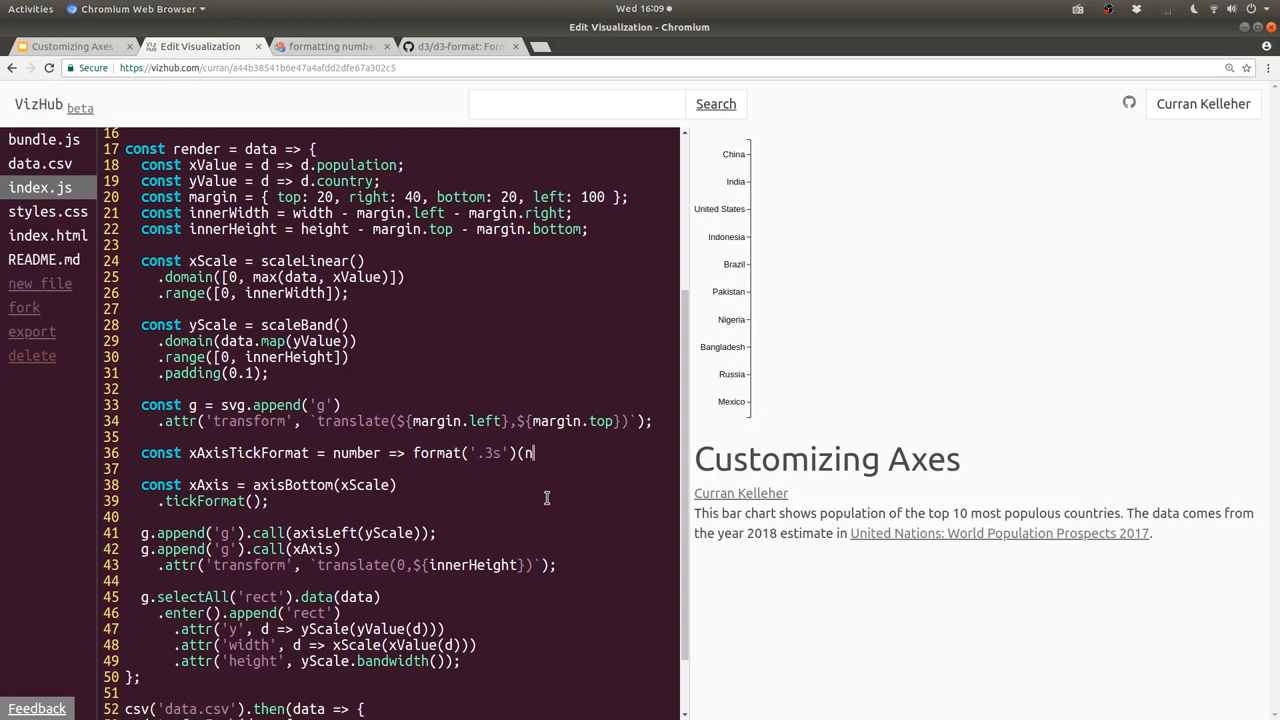 Activities
Chromium Web Browser
Wed 16:09
Edit Visualization - Chromium
Customizing Axes -
Edit Visualization
formatting number
d3/d3-format: Form
Secure
https://vizhub.com/curran/a44b38541b6e47a4afdd2dfe67a302c5
VizHub beta
Search
Curran Kelleher
bundle.js
data.csv
index.js
styles.css
index.html
README.md
new file
fork
export
delete
Feedback
16
17 const render = data => {
18 const xValue = d => d.population;
19 const yValue = d => d.country;
20 const margin = { top: 20, right: 40, bottom: 20, left: 100 };
21 const innerWidth = width - margin.left - margin.right;
22 const innerHeight = height - margin.top - margin.bottom;
23
24 const xScale = scaleLinear()
25 .domain([0, max(data, xValue)])
26 .range([0, innerWidth]);
27
28 const yScale = scaleBand()
29 .domain(data.map(yValue))
30 .range([0, innerHeight])
31 .padding(0.1);
32
33 const g = svg.append('g')
34 .attr('transform', `translate(${margin.left},${margin.top})`);
35
36 const xAxisTickFormat = number => format('.3s')(n
37
38 const xAxis = axisBottom(xScale)
39 .tickFormat();
40
41 g.append('g').call(axisLeft(yScale));
42 g.append('g').call(xAxis)
43 .attr('transform', `translate(0,${innerHeight})`);
44
45 g.selectAll('rect').data(data)
46 .enter().append('rect')
47 .attr('y', d => yScale(yValue(d)))
48 .attr('width', d => xScale(xValue(d)))
49 .attr('height', yScale.bandwidth());
50 };
51
52 csv('data.csv').then(data => {
China
India
United States
Indonesia
Brazil
Pakistan
Nigeria
Bangladesh
Russia
Mexico
Customizing Axes
Curran Kelleher
This bar chart shows population of the top 10 most populous countries. The data comes from
the year 2018 estimate in United Nations: World Population Prospects 2017.